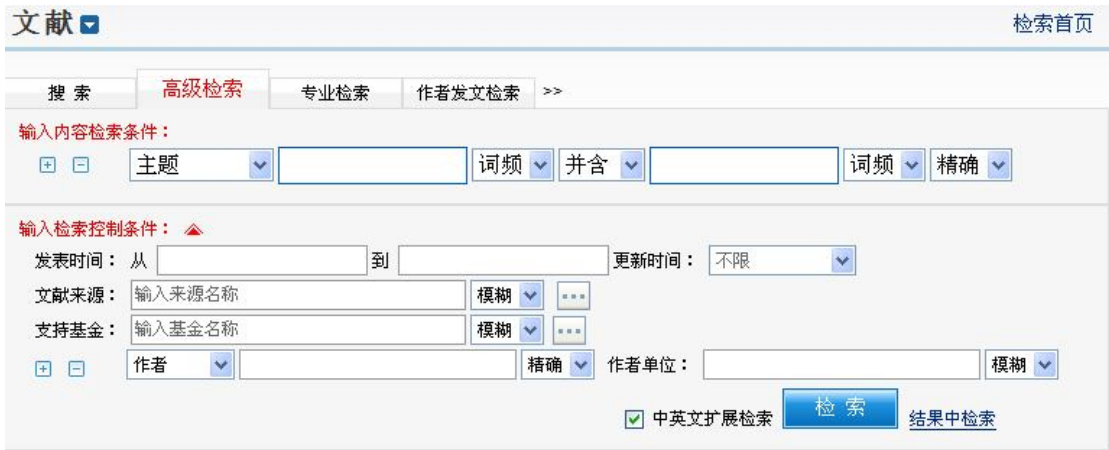 文献 检索首页
搜 索 高级检索 专业检索 作者发文检索 >>
输入内容检索条件：
主题 词频 并含 词频 精确
输入检索控制条件：
发表时间： 从 到 更新时间： 不限
文献来源： 输入来源名称 模糊 ...
支持基金： 输入基金名称 模糊 ...
作者 精确 作者单位： 模糊
中英文扩展检索 检 索 结果中检索